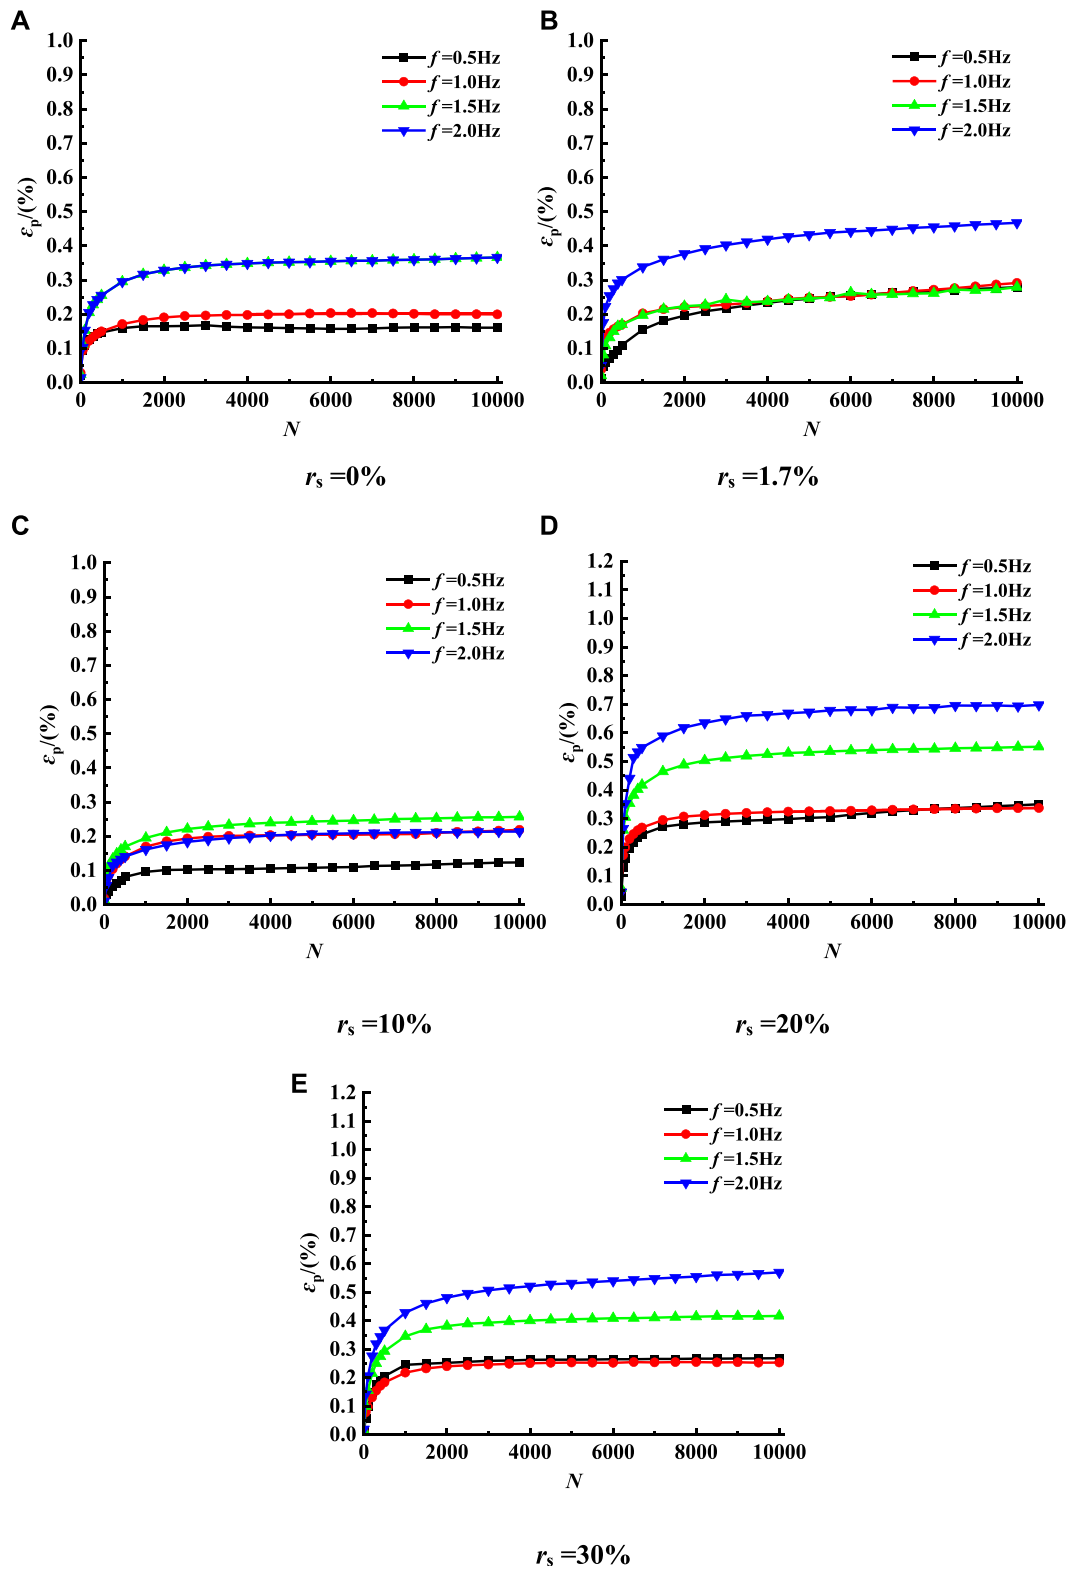 A
εp/(%)
1.0
0.9
0.8
0.7
0.6
0.5
0.4
0.3
0.2
0.1
0.0
f=0.5Hz
f=1.0Hz
f=1.5Hz
f=2.0Hz
0 2000 4000 6000 8000 10000
N
rs =0%
B
εp/(%)
1.0
0.9
0.8
0.7
0.6
0.5
0.4
0.3
0.2
0.1
0.0
f=0.5Hz
f=1.0Hz
f=1.5Hz
f=2.0Hz
0 2000 4000 6000 8000 10000
N
rs =1.7%
C
εp/(%)
1.0
0.9
0.8
0.7
0.6
0.5
0.4
0.3
0.2
0.1
0.0
f=0.5Hz
f=1.0Hz
f=1.5Hz
f=2.0Hz
0 2000 4000 6000 8000 10000
N
rs =10%
D
εp/(%)
1.2
1.1
1.0
0.9
0.8
0.7
0.6
0.5
0.4
0.3
0.2
0.1
0.0
f=0.5Hz
f=1.0Hz
f=1.5Hz
f=2.0Hz
0 2000 4000 6000 8000 10000
N
rs =20%
E
εp/(%)
1.2
1.1
1.0
0.9
0.8
0.7
0.6
0.5
0.4
0.3
0.2
0.1
0.0
f=0.5Hz
f=1.0Hz
f=1.5Hz
f=2.0Hz
0 2000 4000 6000 8000 10000
N
rs =30%